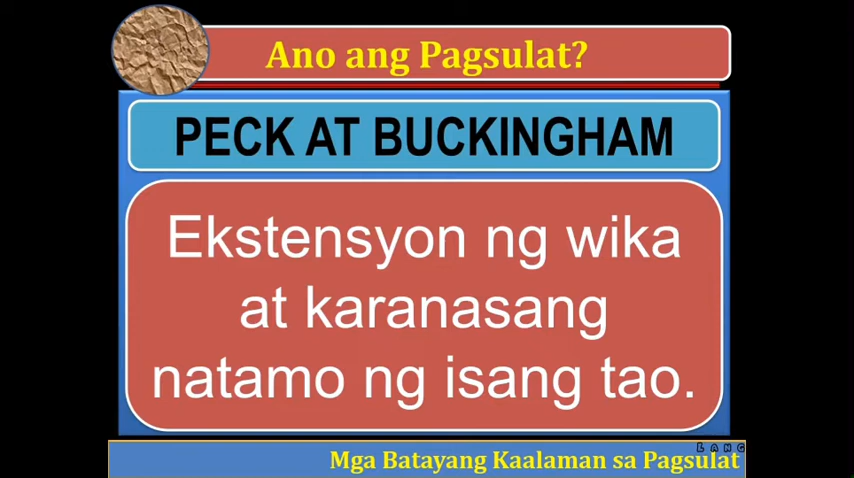 Ano ang Pagsulat?
PECK AT BUCKINGHAM
Ekstensyon ng wika
at karanasang
natamo ng isang tao.
LANG
Mga Batayang Kaalaman sa Pagsulat